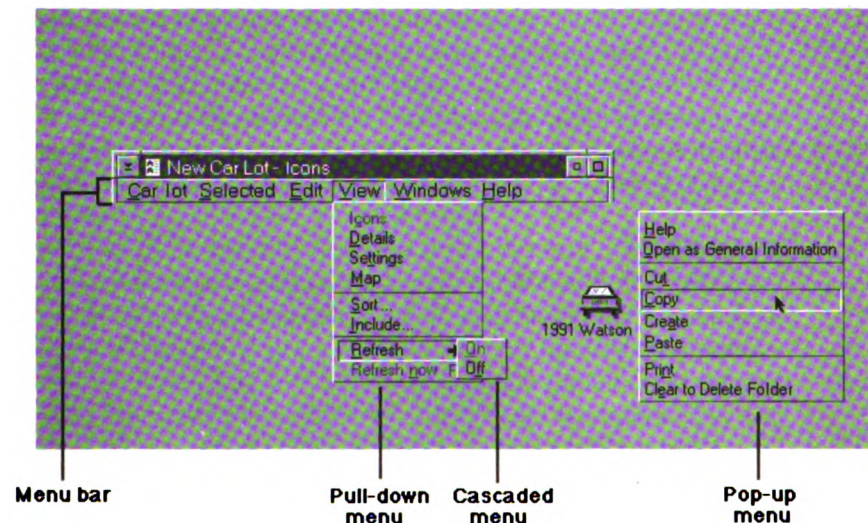 New Car Lot - Icons
Car lot Selected Edit View Windows Help
Icons
Details
Settings
Map
Sort...
Include...
Refresh
Refresh now
On
Off
1991 Watson
Help
Open as General Information
Cut
Copy
Create
Paste
Print
Clear to Delete Folder
Menu bar
Pull-down
menu
Cascaded
menu
Pop-up
menu